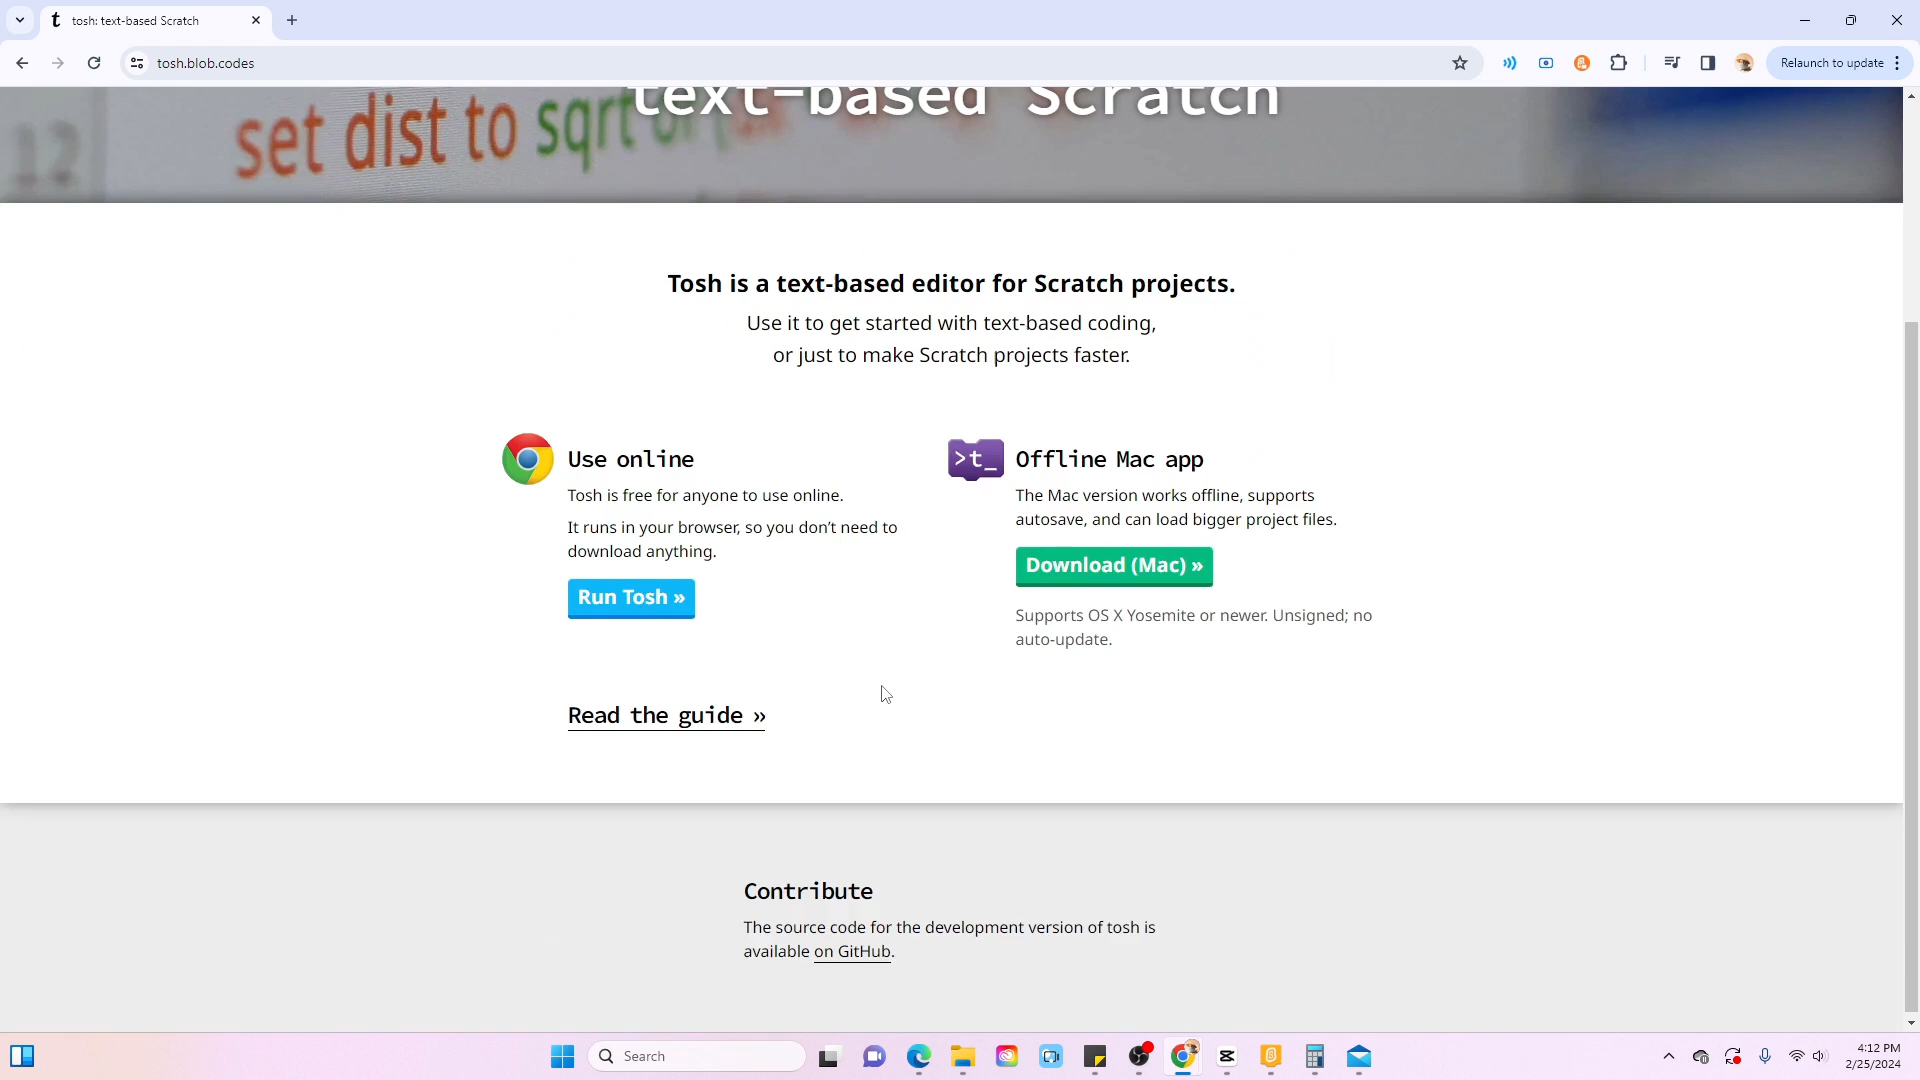 tosh: text-based Scratch
tosh.blob.codes
Relaunch to update
text-based Scratch
12
set dist to sqrt of
Tosh is a text-based editor for Scratch projects.
Use it to get started with text-based coding,
or just to make Scratch projects faster.
Use online
Tosh is free for anyone to use online.
It runs in your browser, so you don’t need to
download anything.
Run Tosh »
>t_
Offline Mac app
The Mac version works offline, supports
autosave, and can load bigger project files.
Download (Mac) »
Supports OS X Yosemite or newer. Unsigned; no
auto-update.
Read the guide »
Contribute
The source code for the development version of tosh is
available on GitHub.
Search
4:12 PM
2/25/2024